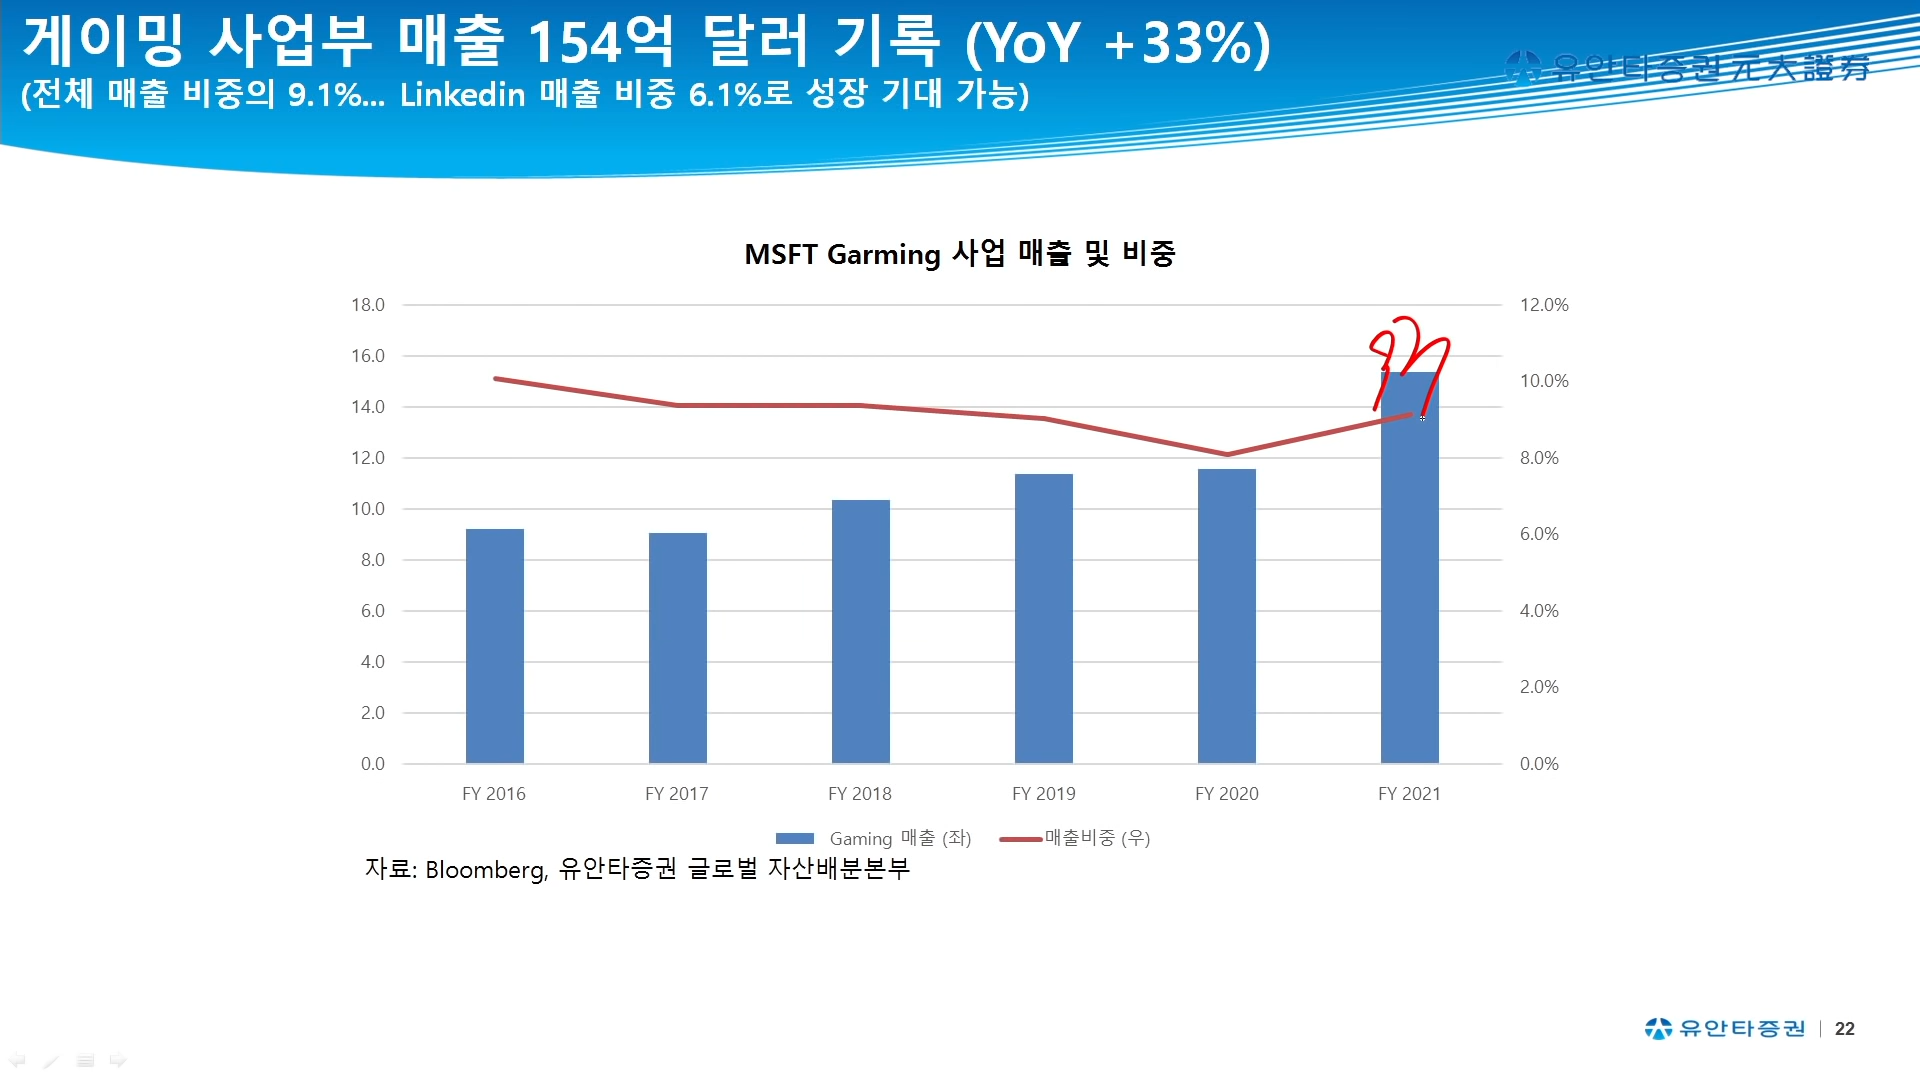 게이밍 사업부 매출 154억 달러 기록 (YoY +33%)
(전체 매출 비중의 9.1%... Linkedin 매출 비중 6.1%로 성장 기대 가능)
유안타증권 元大證券
MSFT Garming 사업 매출 및 비중
18.0
16.0
14.0
12.0
10.0
8.0
6.0
4.0
2.0
0.0
12.0%
10.0%
8.0%
6.0%
4.0%
2.0%
0.0%
FY 2016 FY 2017 FY 2018 FY 2019 FY 2020 FY 2021
Gaming 매출 (좌) 매출비중 (우)
자료: Bloomberg, 유안타증권 글로벌 자산배분본부
유안타증권 | 22